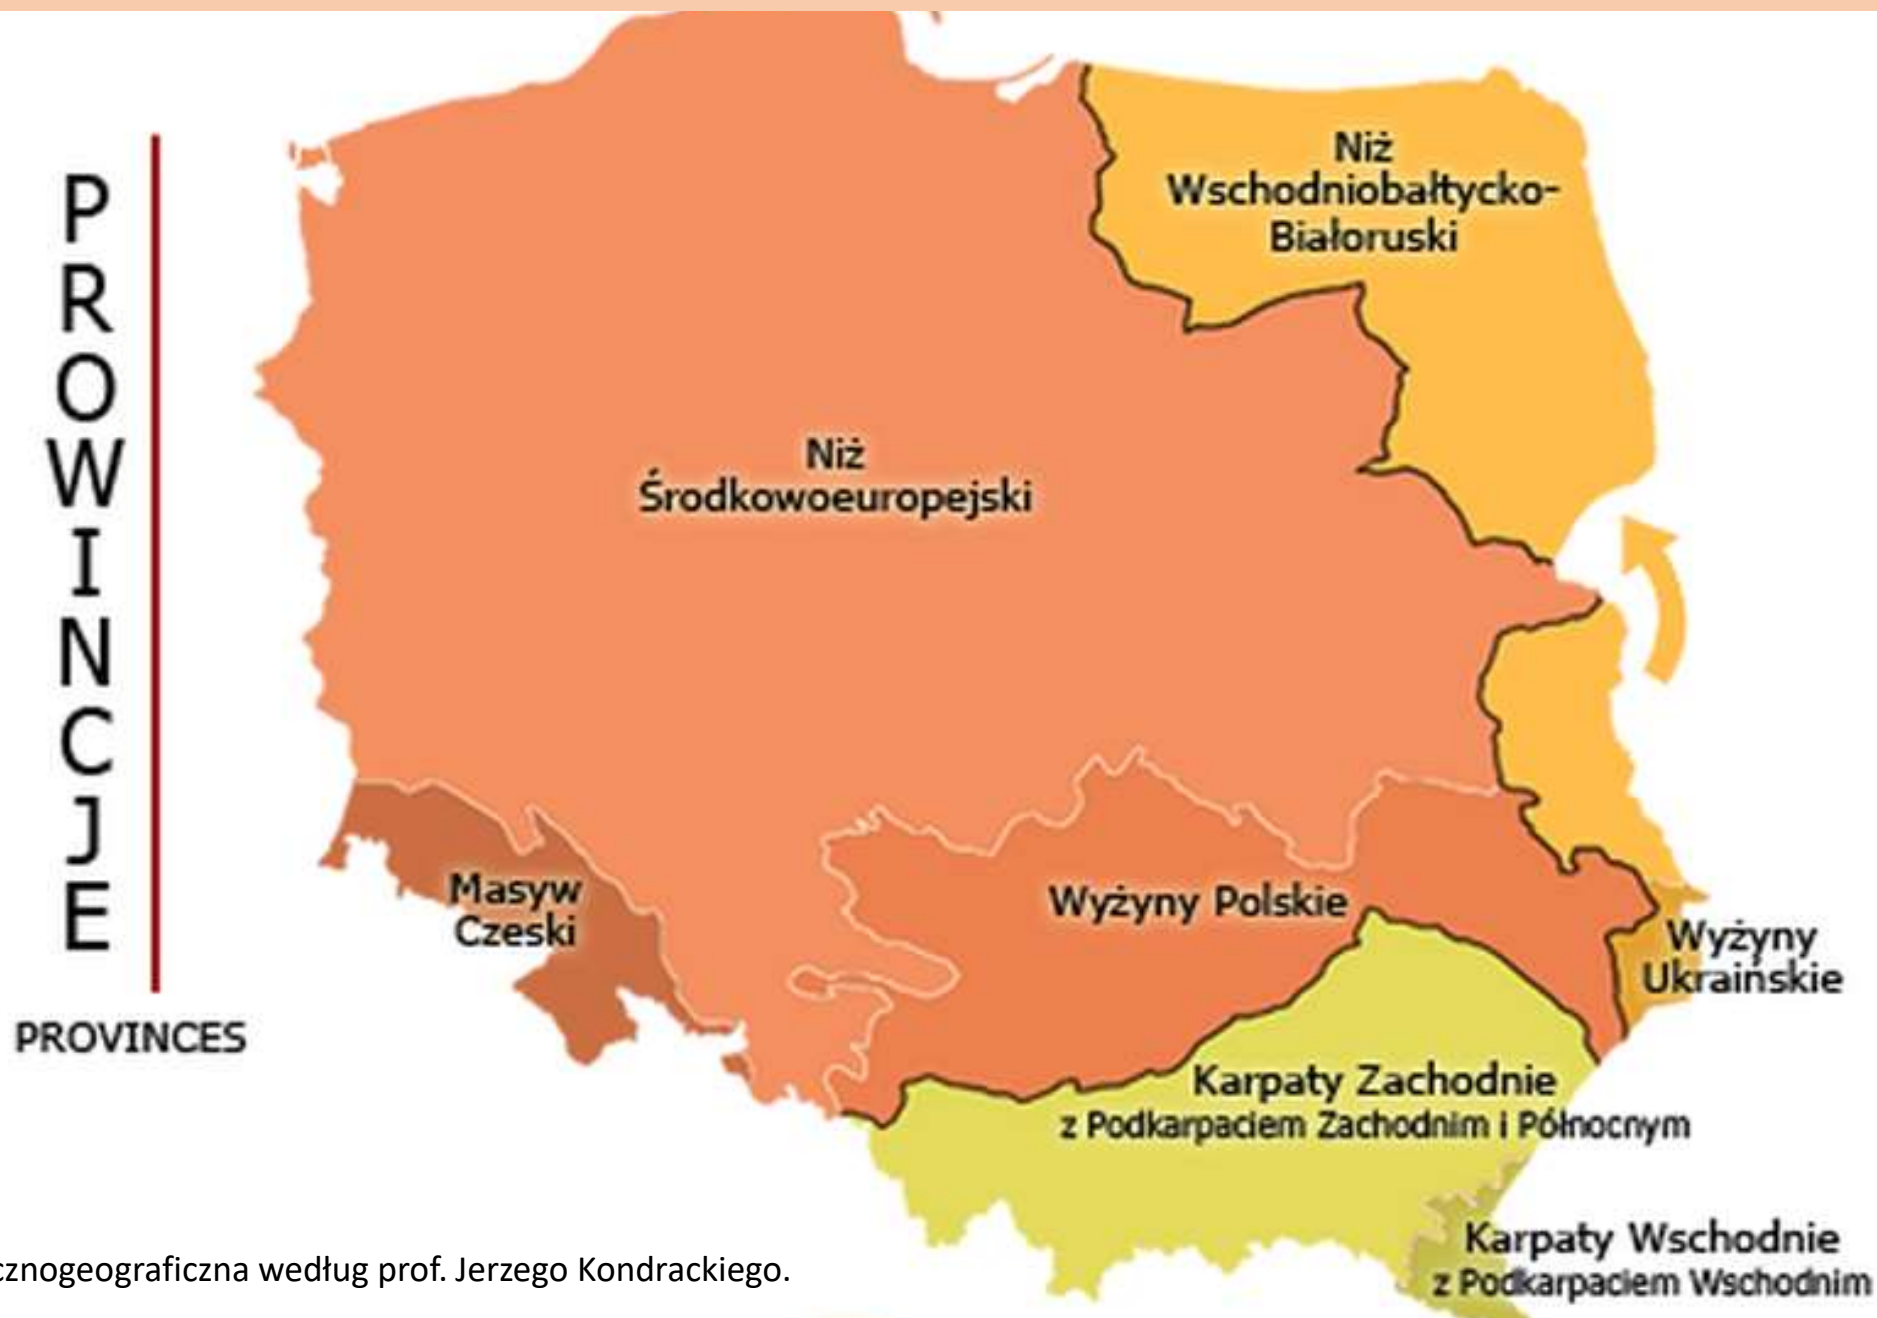 PROWINCJE
PROVINCES
Niż
Wschodniobałtycko-
Białoruski
Niż
Środkowoeuropejski
Masyw
Czeski
Wyżyny Polskie
Wyżyny
Ukraińskie
Karpaty Zachodnie
z Podkarpaciem Zachodnim i Północnym
Karpaty Wschodnie
z Podkarpaciem Wschodnim
cznogeograficzna według prof. Jerzego Kondrackiego.